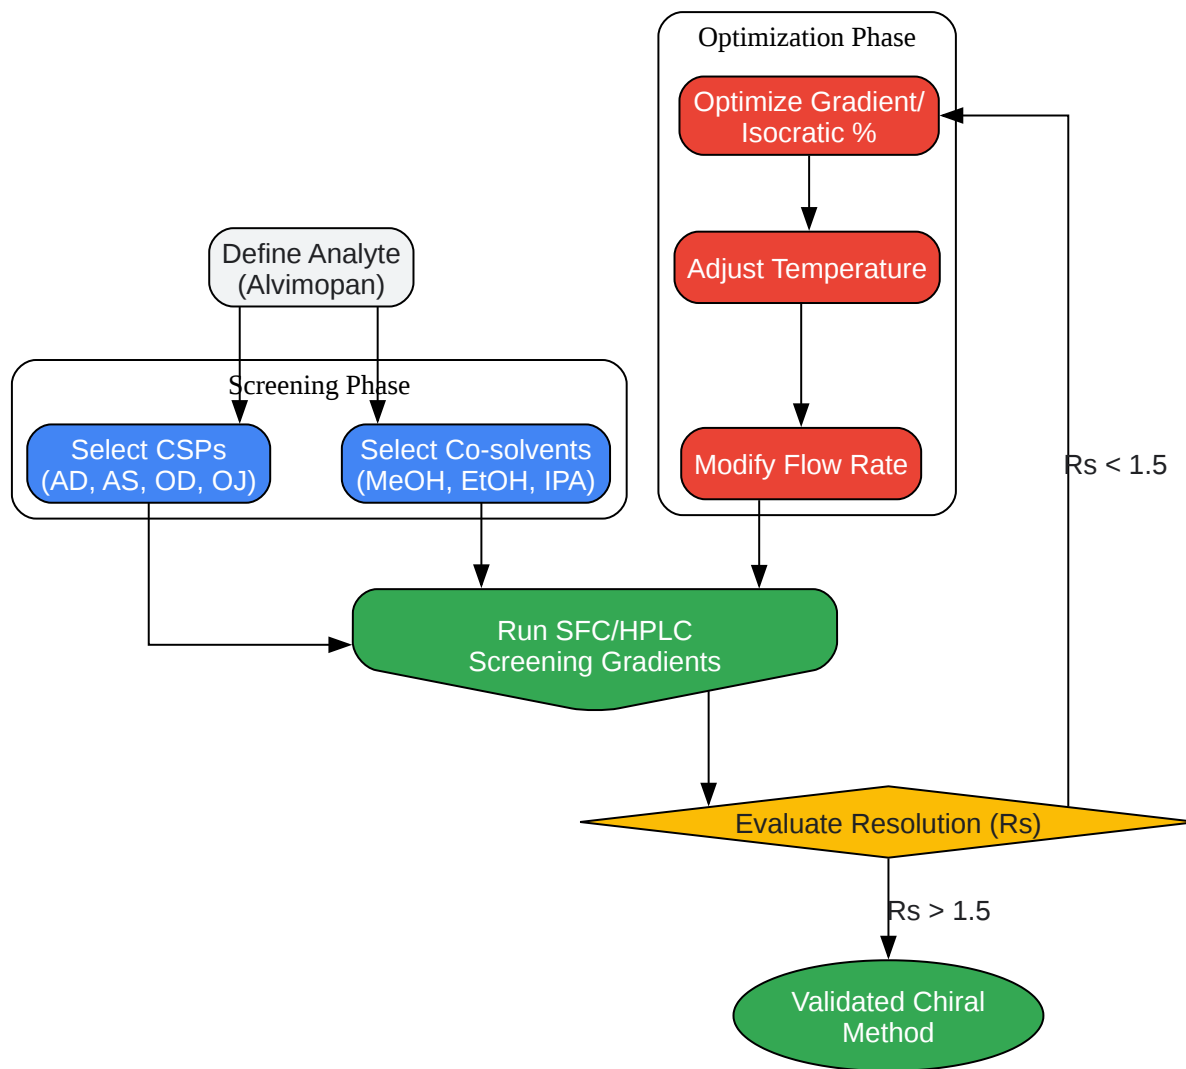 Optimization Phase
Optimize Gradient/
Isocratic %
Define Analyte
(Alvimopan)
Adjust Temperature
Screening Phase
Select CSPs
(AD, AS, OD, OJ)
Select Co-solvents
(MeOH, EtOH, IPA)
Modify Flow Rate
Rs < 1.5
Run SFC/HPLC
Screening Gradients
Evaluate Resolution (Rs)
Rs > 1.5
Validated Chiral
Method